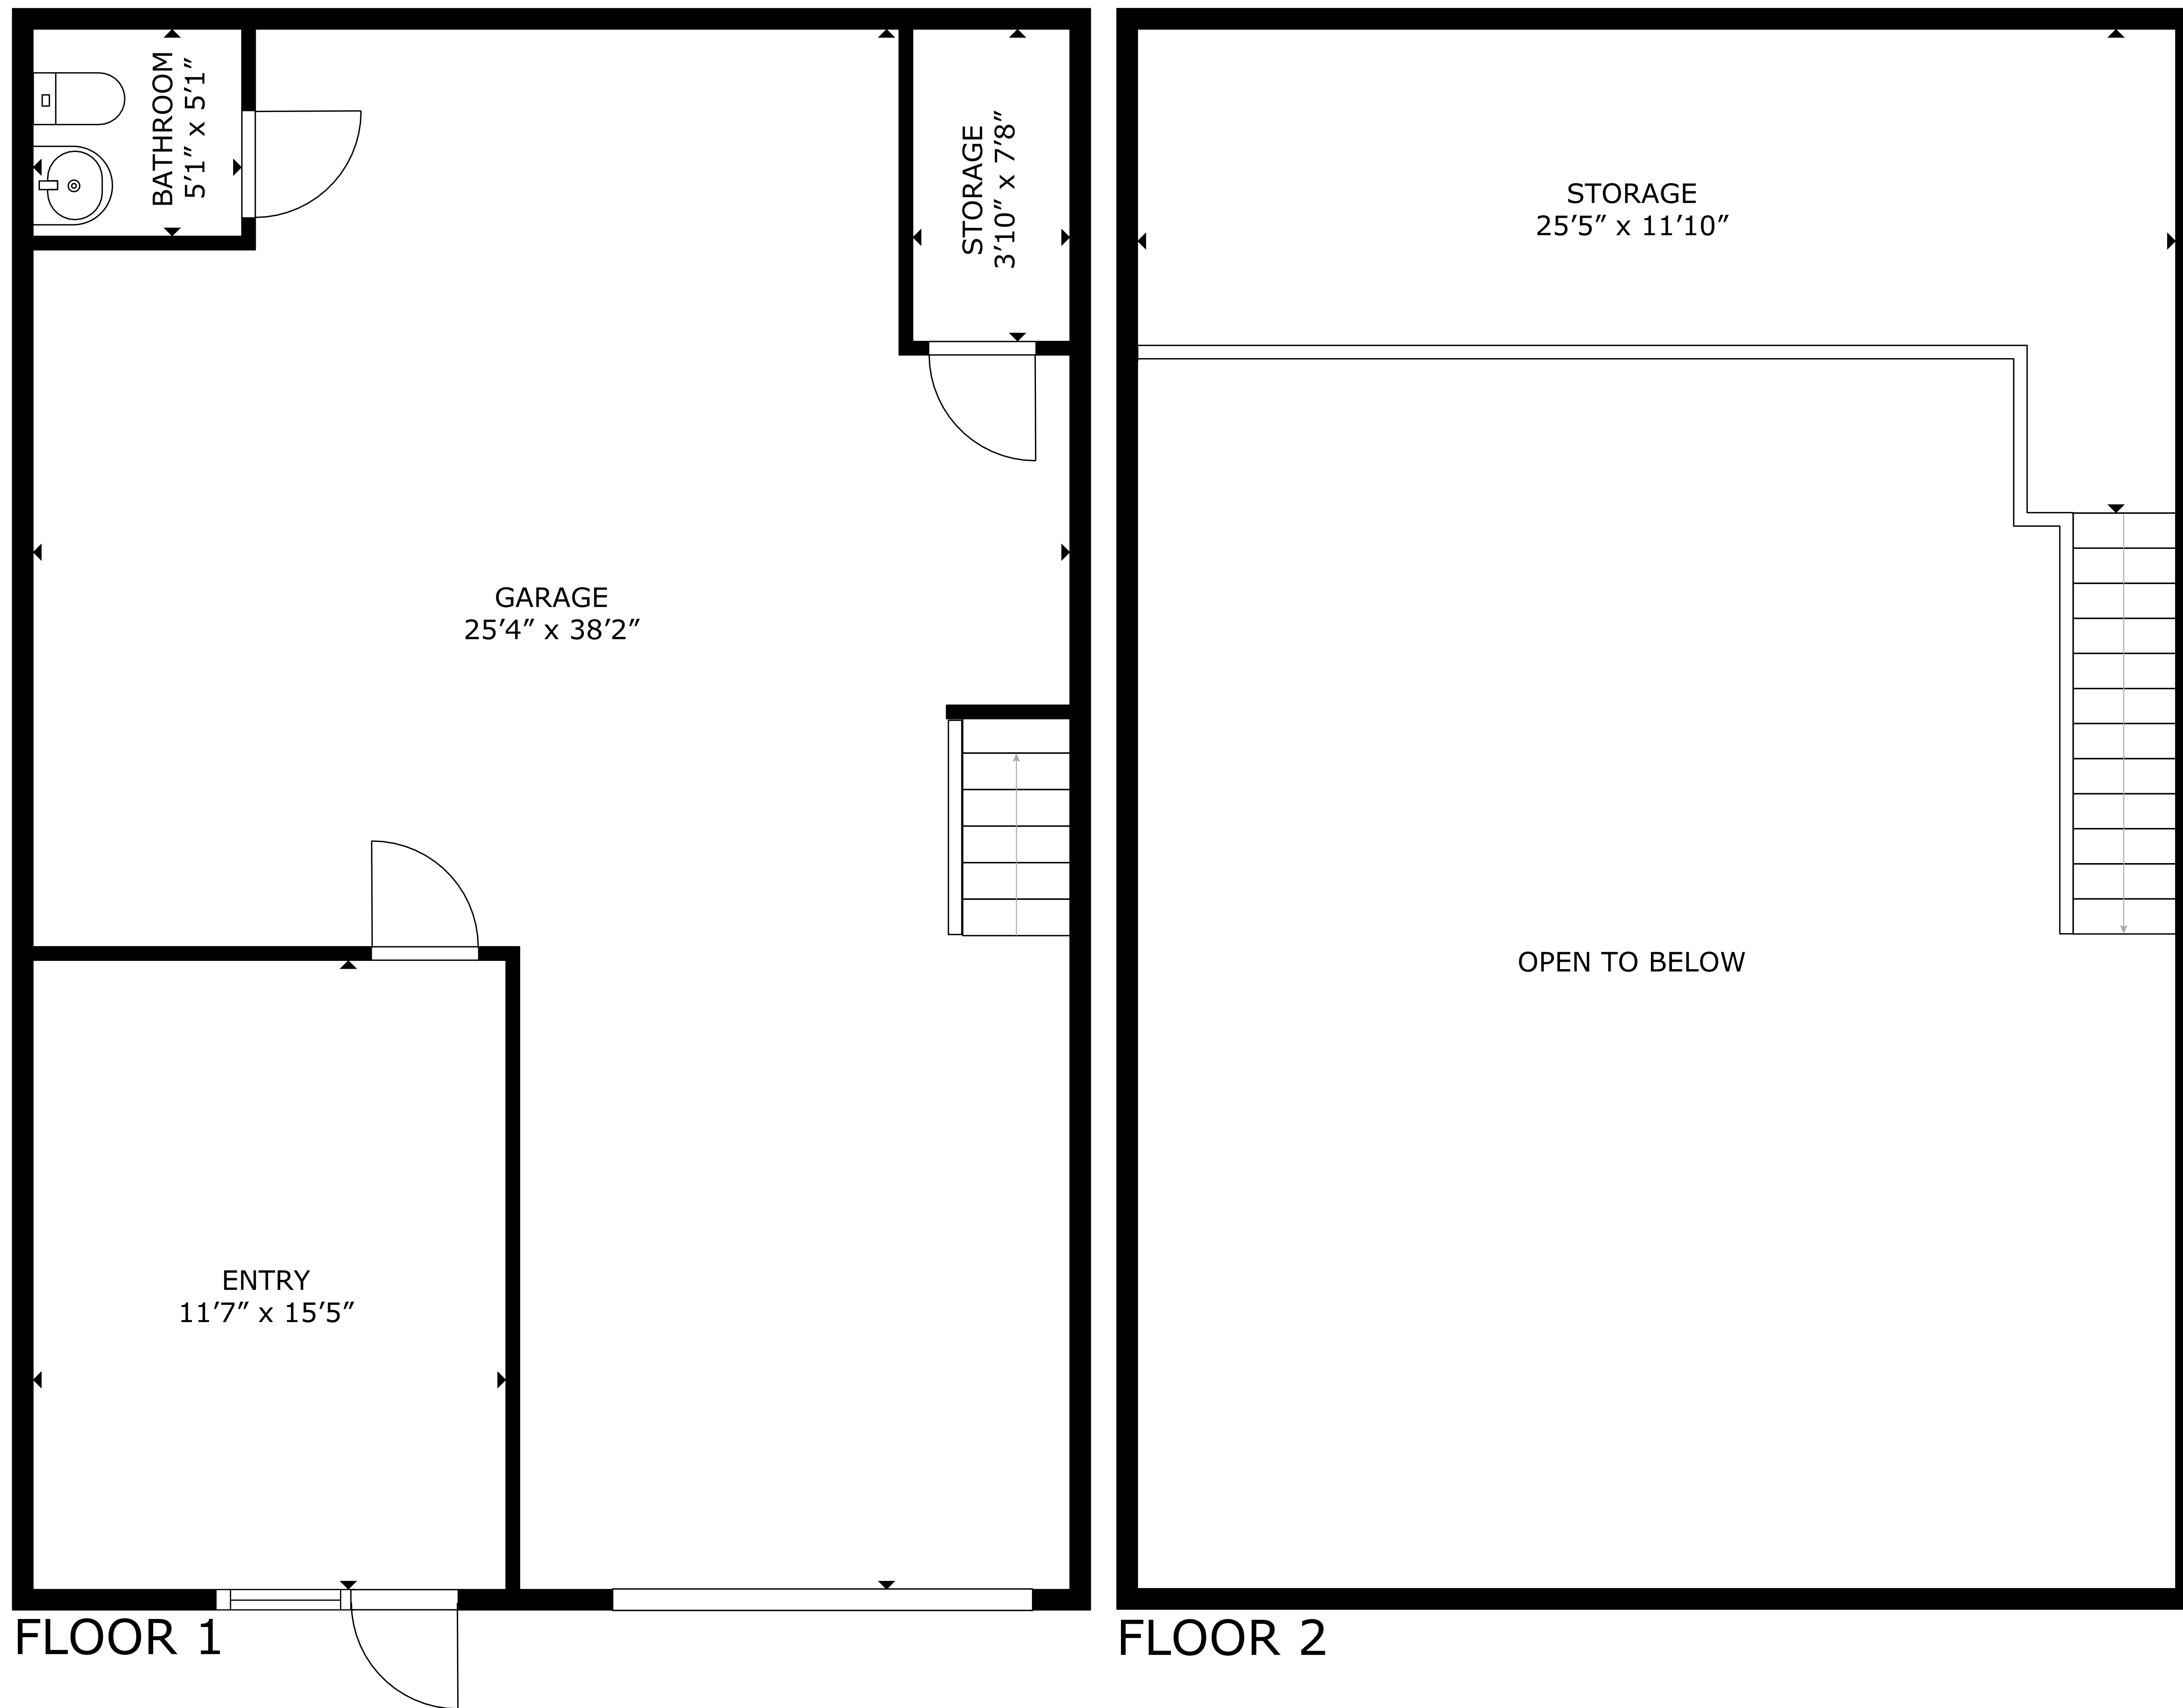 BATHROOM
5'1" x 5'1"
STORAGE
3'10" x 7'8"
GARAGE
25'4" x 38'2"
ENTRY
11'7" x 15'5"
FLOOR 1
STORAGE
25'5" x 11'10"
OPEN TO BELOW
FLOOR 2